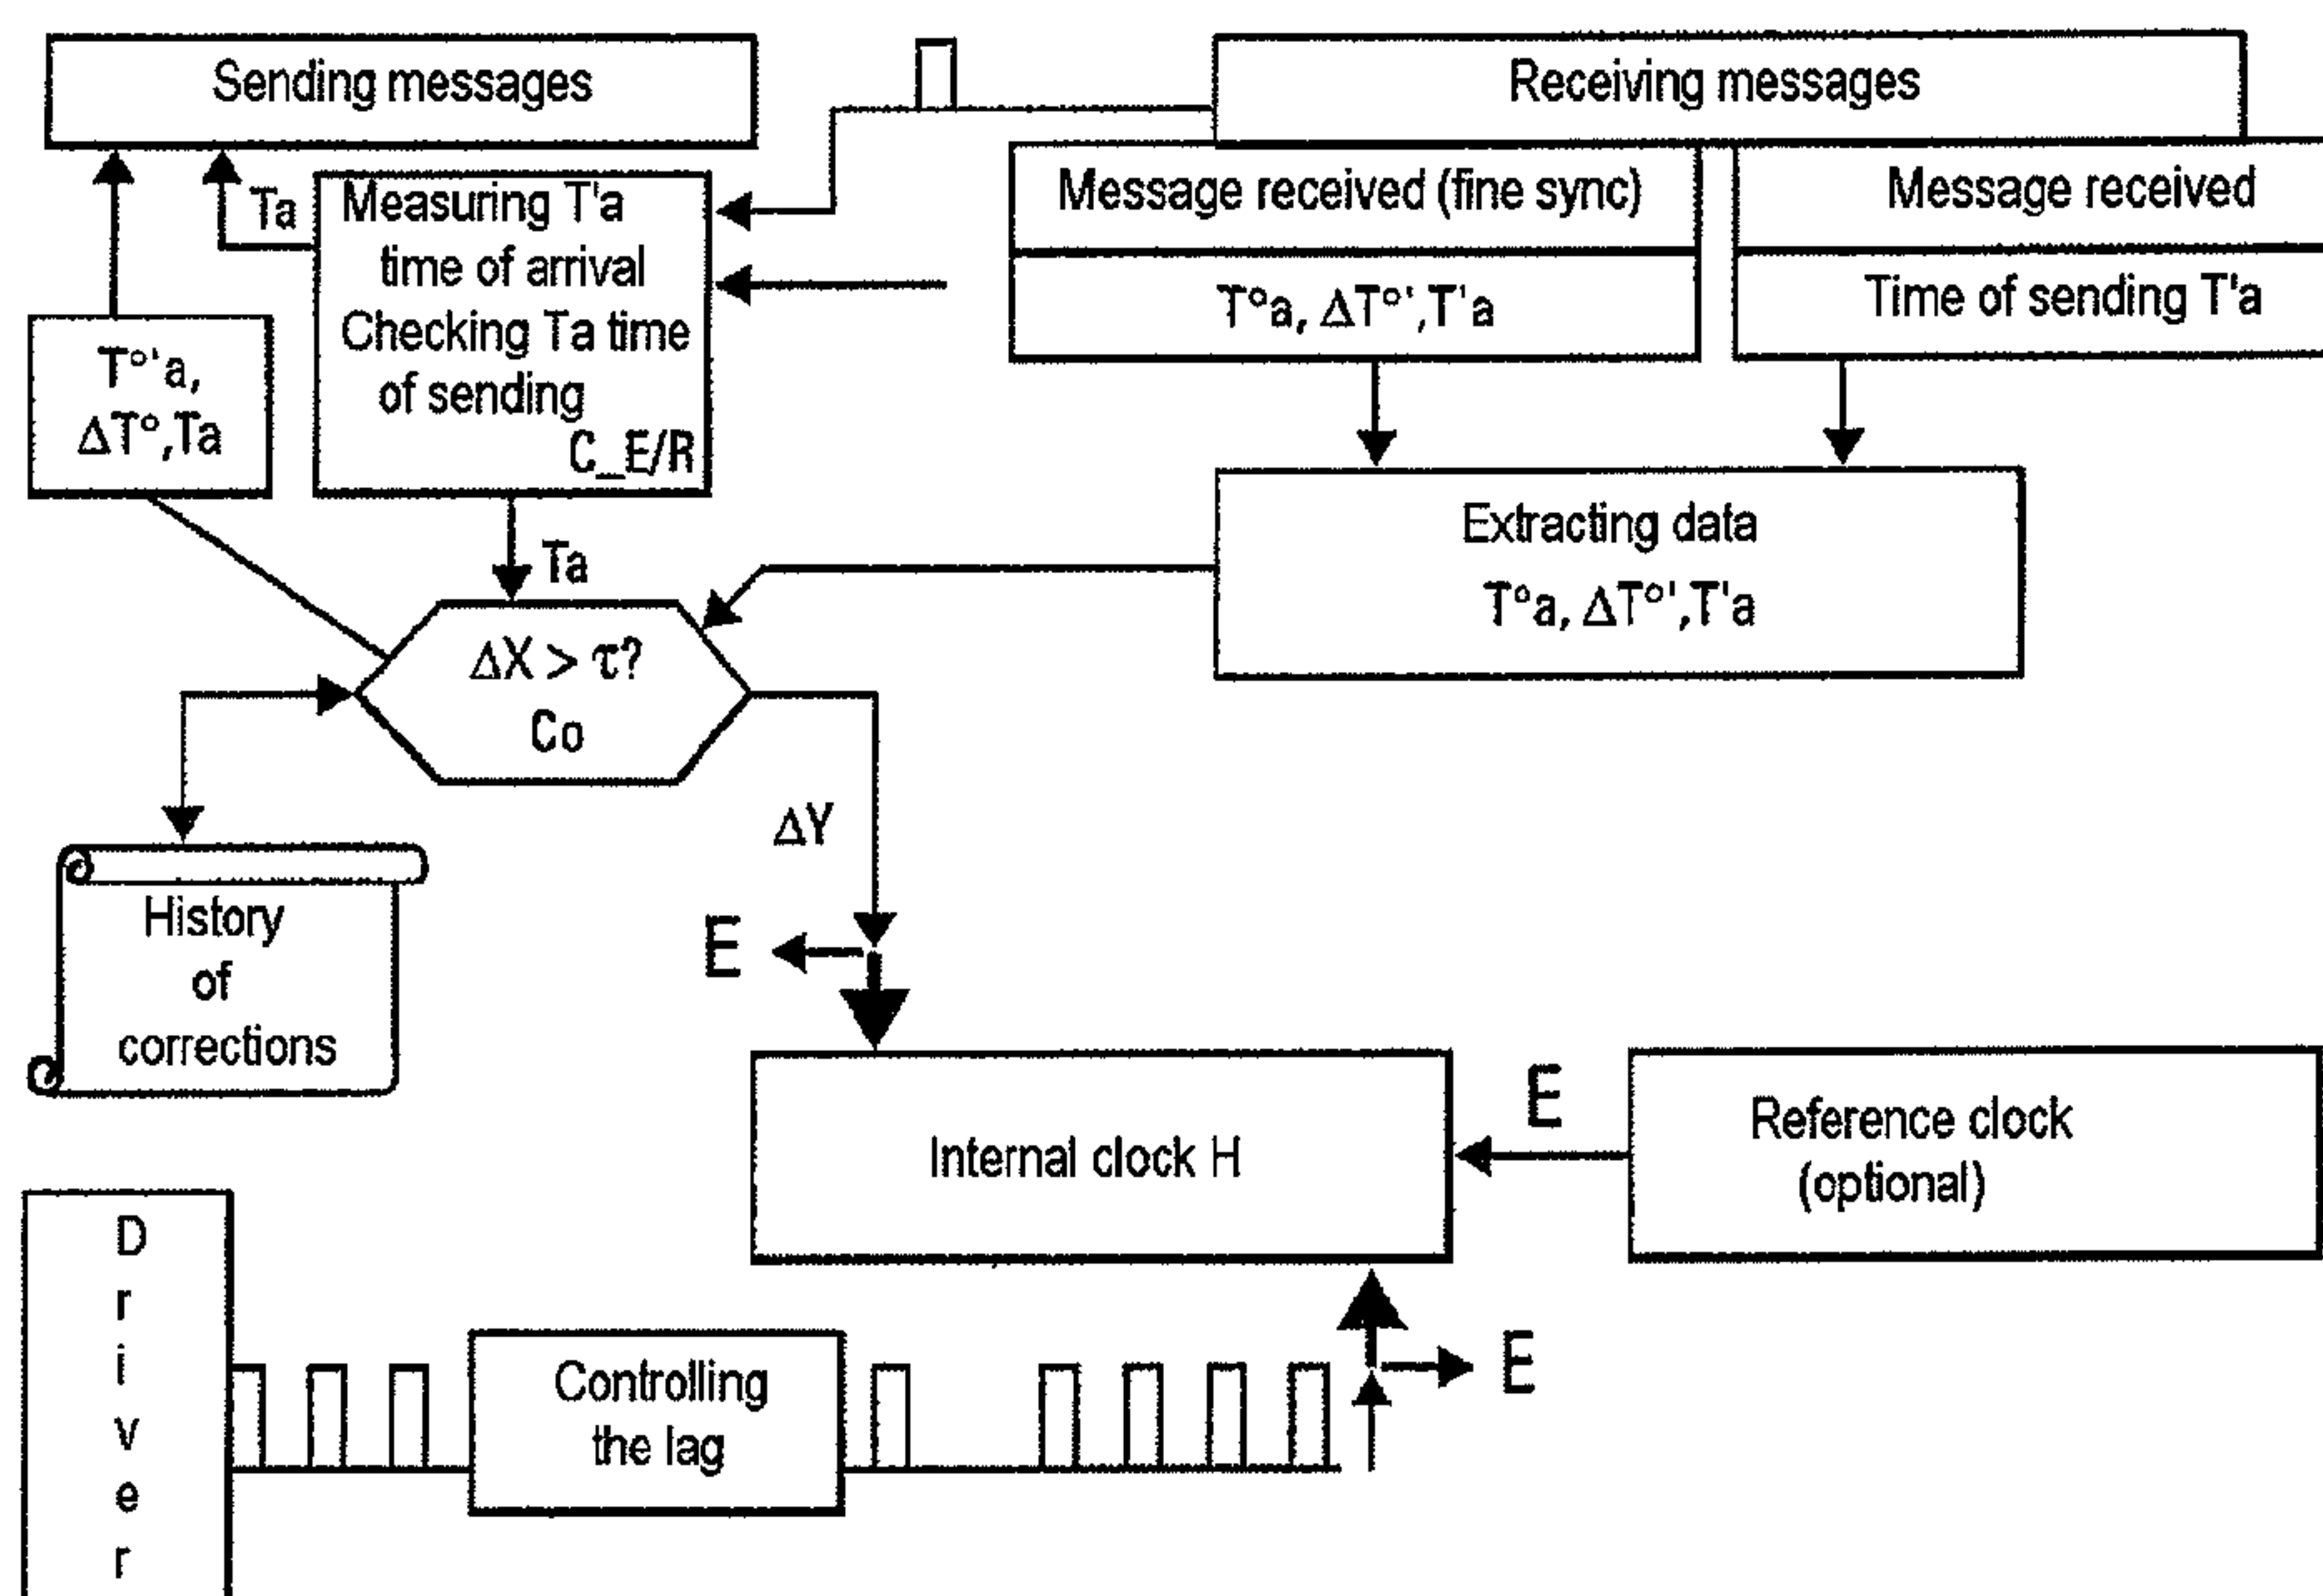 Sending messages
Receiving messages
Message received (fine sync)
Message received
T°a, ΔT°',T'a
Time of sending T'a
Ta
Measuring T'a
time of arrival
Checking Ta time
of sending
C_E/R
T°'a,
ΔT°,Ta
Ta
Extracting data
T°a, ΔT°',T'a
ΔX > τ?
Co
ΔY
E
History
of
corrections
Internal clock H
E
Reference clock
(optional)
Driver
Controlling
the lag
E